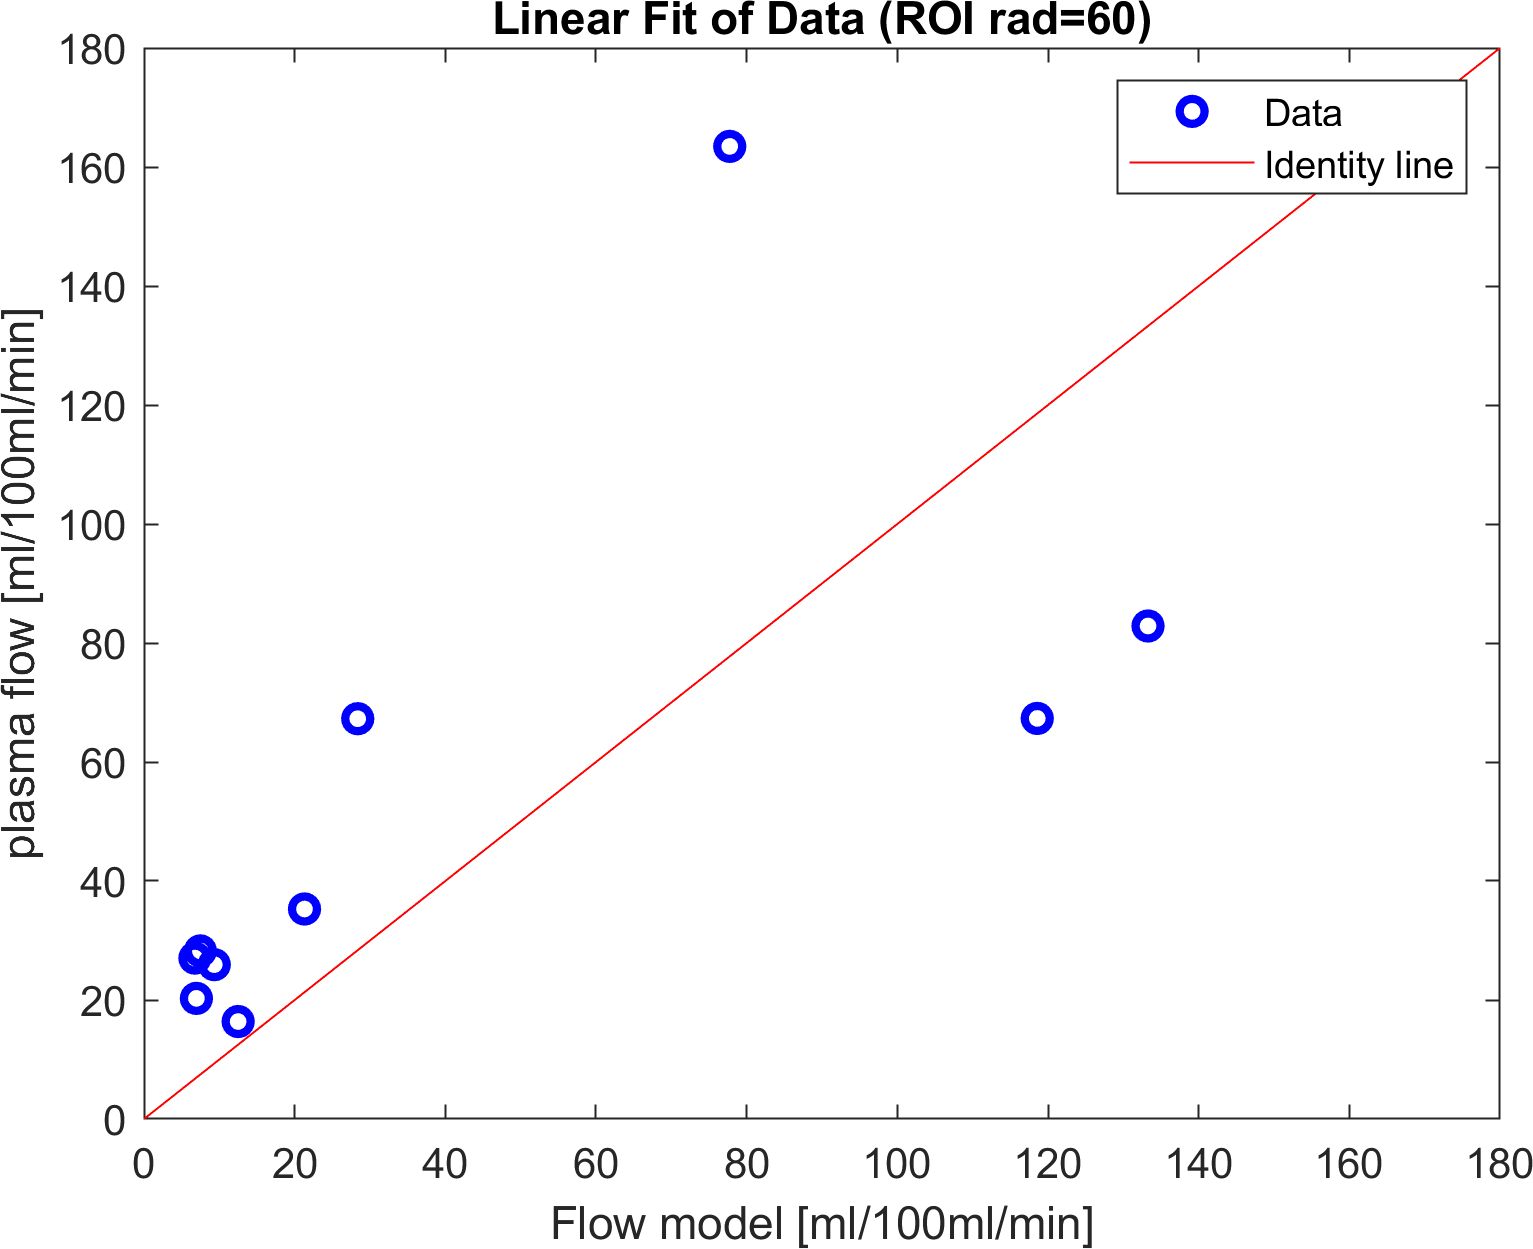 Linear Fit of Data (ROI rad=60)
180
160
140
120
100
80
60
40
20
0
plasma flow [ml/100ml/min]
Data
Identity line
0 20 40 60 80 100 120 140 160 180
Flow model [ml/100ml/min]